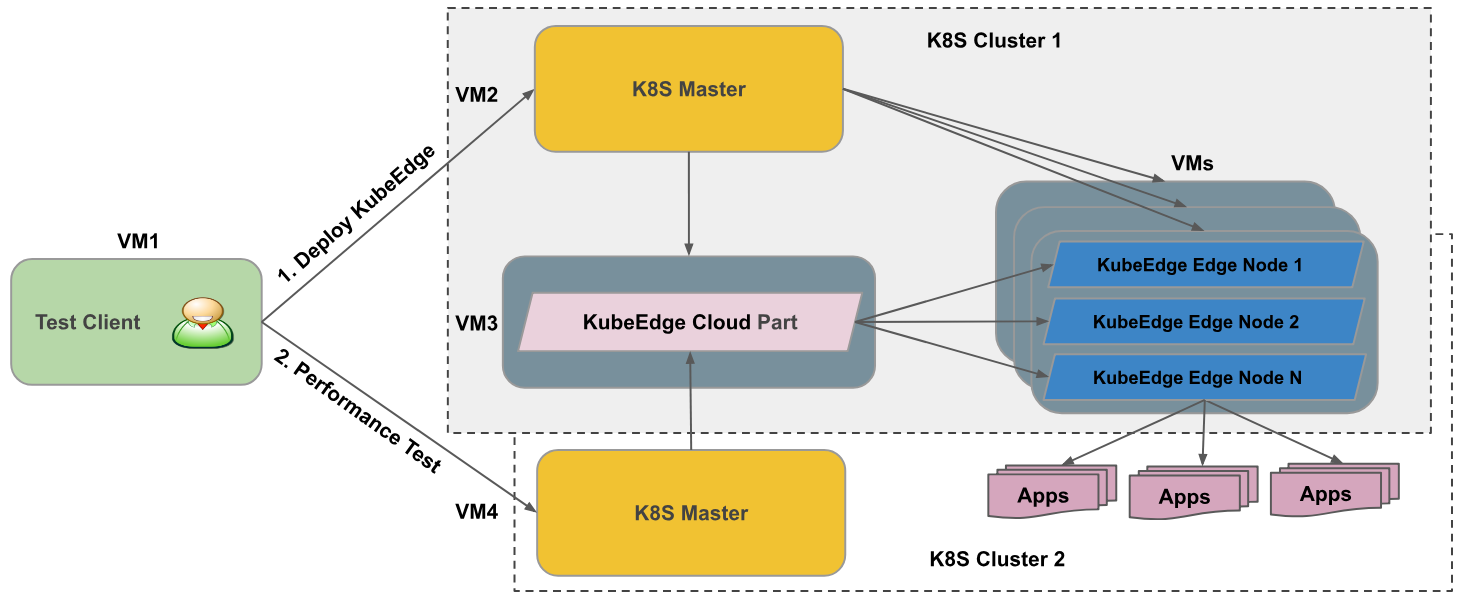 K8S Cluster 1
VM2
K8S Master
1. Deploy KubeEdge
VMs
VM1
Test Client
KubeEdge Edge Node 1
VM3
KubeEdge Cloud Part
KubeEdge Edge Node 2
KubeEdge Edge Node N
2. Performance Test
Apps
Apps
Apps
VM4
K8S Master
K8S Cluster 2